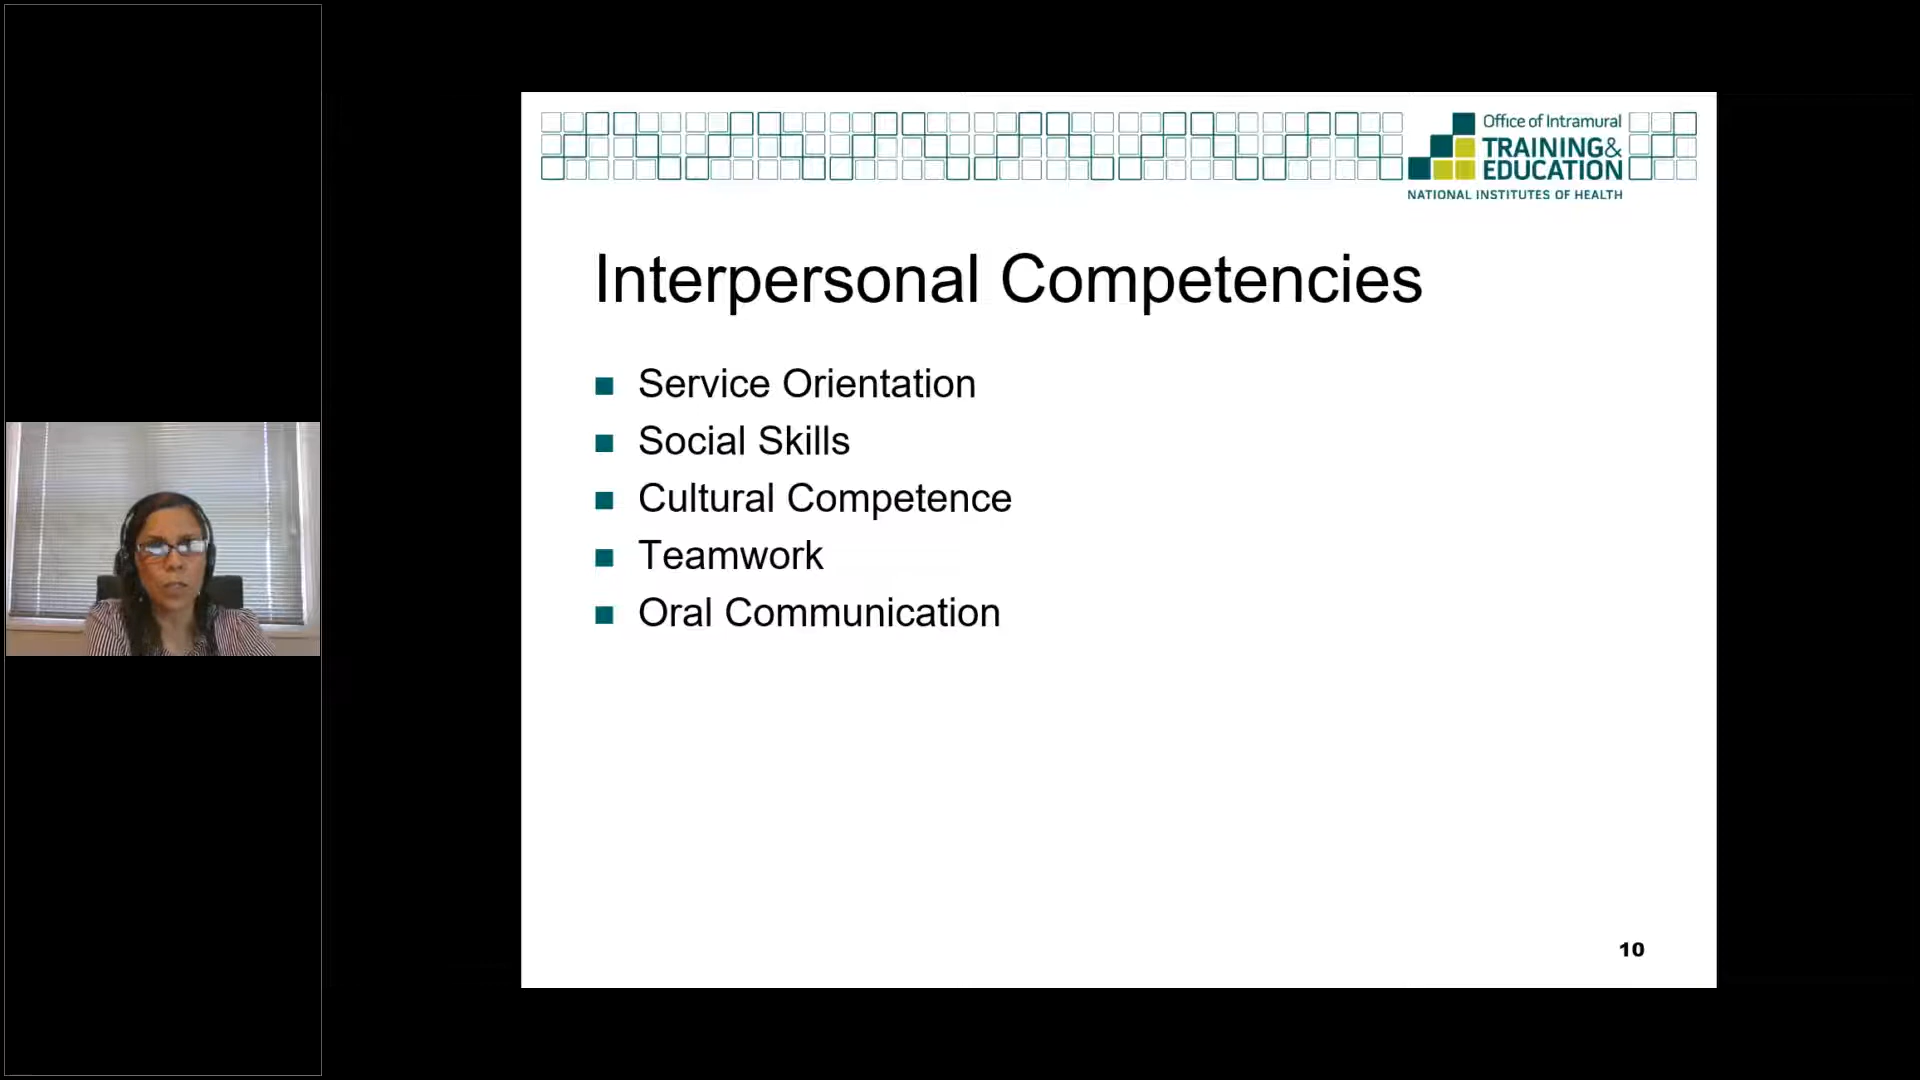 Office of Intramural
TRAINING&
EDUCATION
NATIONAL INSTITUTES OF HEALTH
Interpersonal Competencies
Service Orientation
Social Skills
Cultural Competence
Teamwork
Oral Communication
10